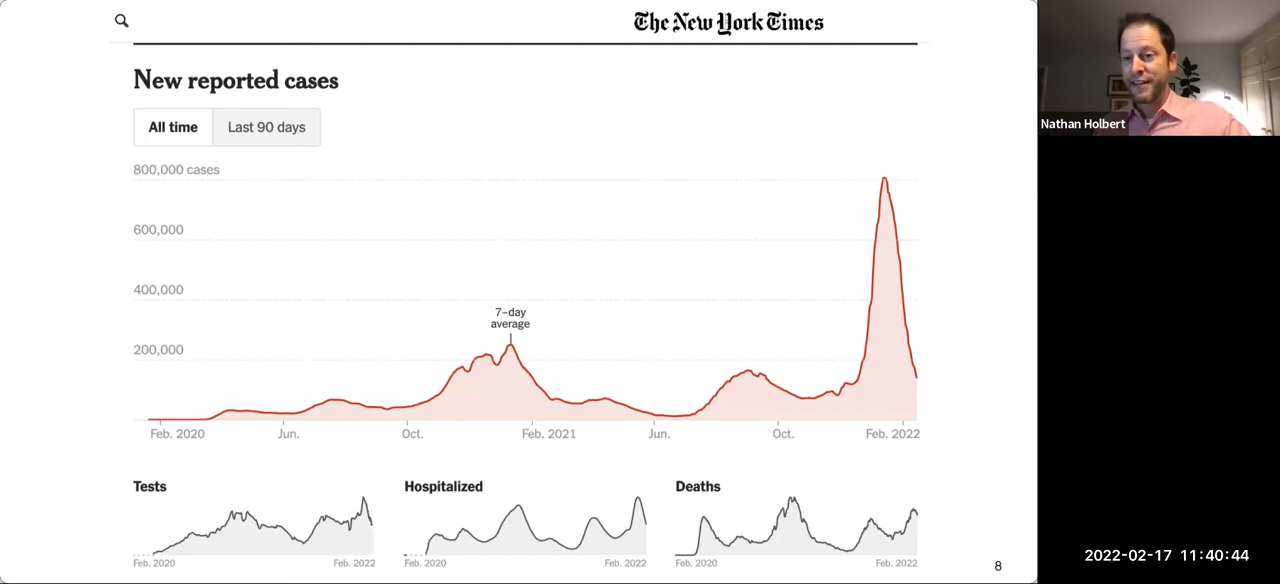 The New York Times
New reported cases
All time
Last 90 days
800,000 cases
600,000
400,000
200,000
7-day
average
Feb. 2020
Jun.
Oct.
Feb. 2021
Jun.
Oct.
Feb. 2022
Tests
Feb. 2020
Feb. 2022
Hospitalized
Feb. 2020
Feb. 2022
Deaths
Feb. 2020
Feb. 2022
8
Nathan Holbert
2022-02-17 11:40:44